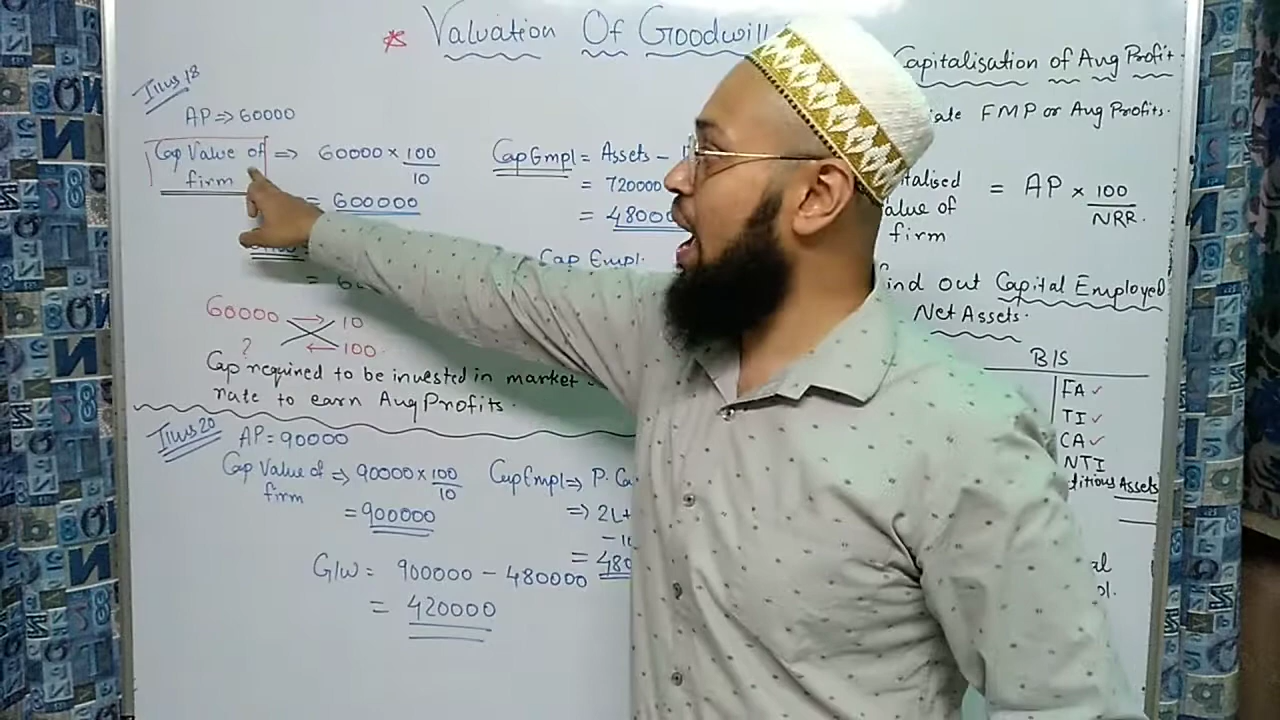 * Valuation Of Goodwill
Illus 18
AP ⇒ 60000
Cap Value of firm ⇒ 60000 × 100/10
= 600000
Cap Empl = Assets -
= 720000
= 48000
Cap Empl.
=
60000 10
? 100
Cap required to be invested in market
rate to earn Avg Profits.
Illus 20
AP = 90000
Cap Value of firm ⇒ 90000 × 100/10
= 900000
Cap Empl ⇒ P. Ca
⇒ 2L+
= 480
G/w = 900000 - 480000
= 420000
Capitalisation of Avg Profit
FMP or Avg Profits.
= AP × 100/NRR.
of
firm
out Capital Employed
Net Assets.
B/S
FA ✓
TI ✓
CA ✓
NTI
Assets